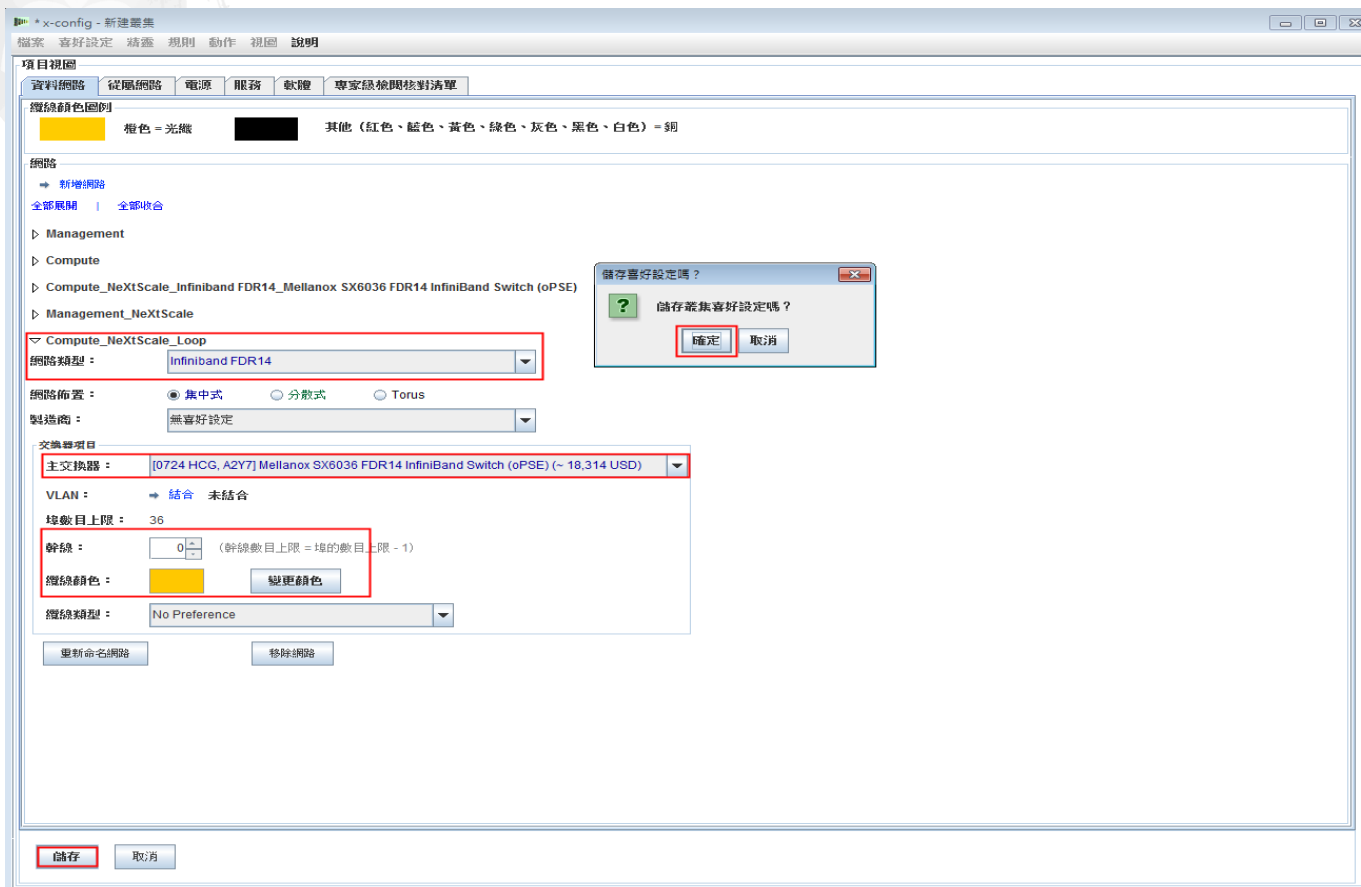 * x-config - 新建叢集
檔案 喜好設定 精靈 規則 動作 視圖 說明
項目視圖
資料網路 從屬網路 電源 服務 軟體 專家級檢閱核對清單
纜線顏色圖例
橙色 = 光纖 其他（紅色、藍色、黃色、綠色、灰色、黑色、白色）= 銅
網路
新增網路
全部展開 | 全部收合
Management
Compute
Compute_NeXtScale_Infiniband FDR14_Mellanox SX6036 FDR14 InfiniBand Switch (oPSE)
Management_NeXtScale
Compute_NeXtScale_Loop
網路類型： Infiniband FDR14
網路佈置： 集中式 分散式 Torus
製造商： 無喜好設定
交換器項目
主交換器： [0724 HCG, A2Y7] Mellanox SX6036 FDR14 InfiniBand Switch (oPSE) (~ 18,314 USD)
VLAN： 結合 未結合
埠數目上限： 36
幹線： 0 （幹線數目上限 = 埠的數目上限 - 1）
纜線顏色： 變更顏色
纜線類型： No Preference
重新命名網路 移除網路
儲存喜好設定嗎？
?
儲存叢集喜好設定嗎？
確定 取消
儲存 取消